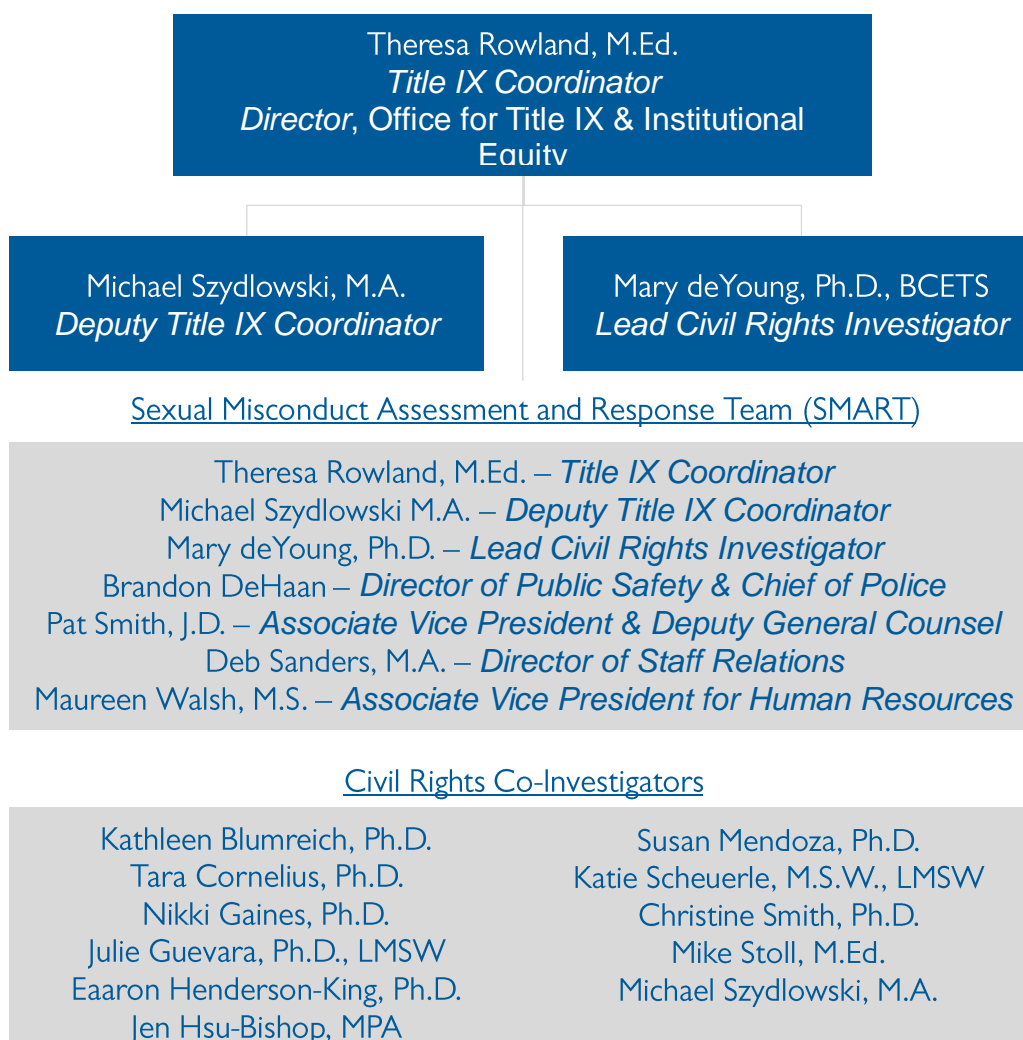 Theresa Rowland, M.Ed.
Title IX Coordinator
Director, Office for Title IX & Institutional
Equity
Michael Szydlowski, M.A.
Deputy Title IX Coordinator
Mary deYoung, Ph.D., BCETS
Lead Civil Rights Investigator
Sexual Misconduct Assessment and Response Team (SMART)
Theresa Rowland, M.Ed. – Title IX Coordinator
Michael Szydlowski M.A. – Deputy Title IX Coordinator
Mary deYoung, Ph.D. – Lead Civil Rights Investigator
Brandon DeHaan – Director of Public Safety & Chief of Police
Pat Smith, J.D. – Associate Vice President & Deputy General Counsel
Deb Sanders, M.A. – Director of Staff Relations
Maureen Walsh, M.S. – Associate Vice President for Human Resources
Civil Rights Co-Investigators
Kathleen Blumreich, Ph.D.
Tara Cornelius, Ph.D.
Nikki Gaines, Ph.D.
Julie Guevara, Ph.D., LMSW
Eaaron Henderson-King, Ph.D.
Jen Hsu-Bishop, MPA
Susan Mendoza, Ph.D.
Katie Scheuerle, M.S.W., LMSW
Christine Smith, Ph.D.
Mike Stoll, M.Ed.
Michael Szydlowski, M.A.